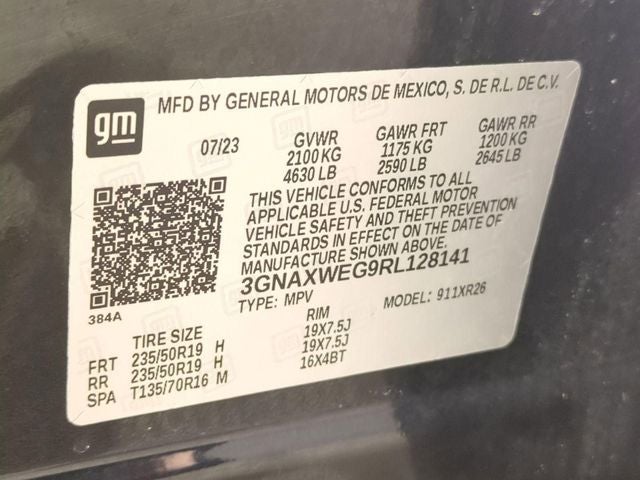 gm
MFD BY GENERAL MOTORS DE MEXICO, S. DE R.L. DE C.V.
07/23 GVWR GAWR FRT GAWR RR
2100 KG 1175 KG 1200 KG
4630 LB 2590 LB 2645 LB
THIS VEHICLE CONFORMS TO ALL
APPLICABLE U.S. FEDERAL MOTOR
VEHICLE SAFETY AND THEFT PREVENTION
STANDARDS IN EFFECT ON THE DATE OF
MANUFACTURE SHOWN ABOVE.
3GNAXWEG9RL128141
TYPE: MPV MODEL: 911XR26
384A
TIRE SIZE RIM
FRT 235/50R19 H 19X7.5J
RR 235/50R19 H 19X7.5J
SPA T135/70R16 M 16X4BT